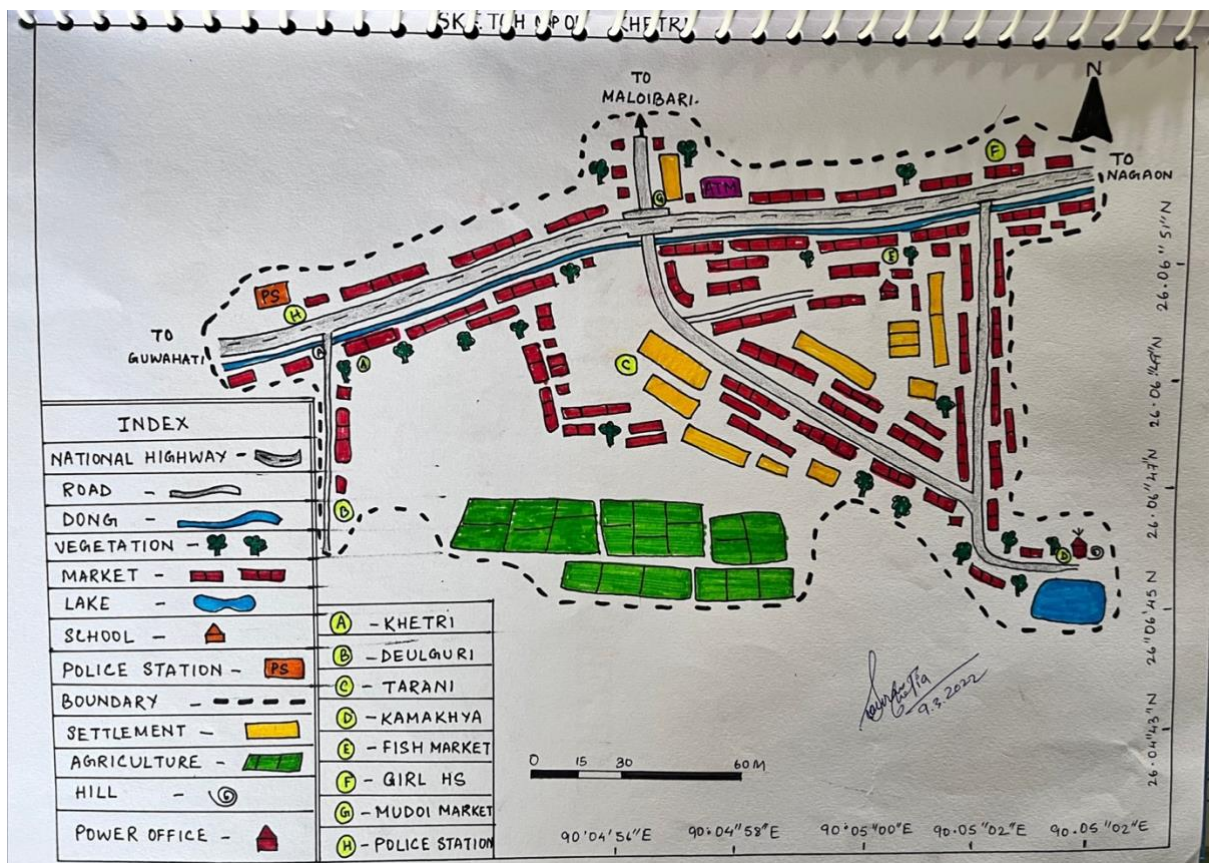 SKETCH MAP OF KHETRI
TO
MALOIBARI.
N
TO
NAGAON
F
G
ATM
E
PS
H
TO
GUWAHATI
A
A
C
B
D
INDEX
NATIONAL HIGHWAY -
ROAD -
DONG -
VEGETATION -
MARKET -
LAKE -
SCHOOL -
POLICE STATION - PS
BOUNDARY -
SETTLEMENT -
AGRICULTURE -
HILL -
POWER OFFICE -
A - KHETRI
B - DEULGURI
C - TARANI
D - KAMAKHYA
E - FISH MARKET
F - GIRL HS
G - MUDOI MARKET
H - POLICE STATION
0 15 30 60M
9.3.2022
90'04'56"E 90:04"58"E 90'05"00"E 90.05"02"E 90.05"02"E
26.06"51"N
26.06"49"N
26.06"47"N
26"06"45"N
26.04"43"N